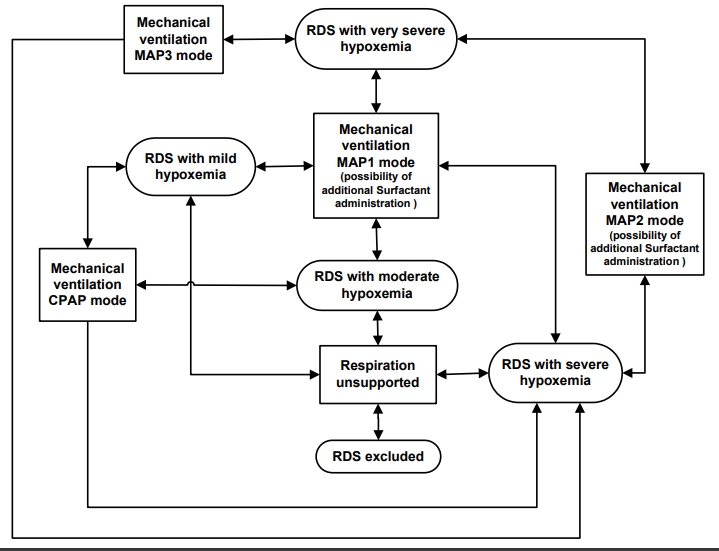 Mechanical
ventilation
MAP3 mode
RDS with very severe
hypoxemia
Mechanical
ventilation
MAP1 mode
(possibility of
additional Surfactant
administration )
RDS with mild
hypoxemia
Mechanical
ventilation
MAP2 mode
(possibility of
additional Surfactant
administration )
Mechanical
ventilation
CPAP mode
RDS with moderate
hypoxemia
Respiration
unsupported
RDS with severe
hypoxemia
RDS excluded